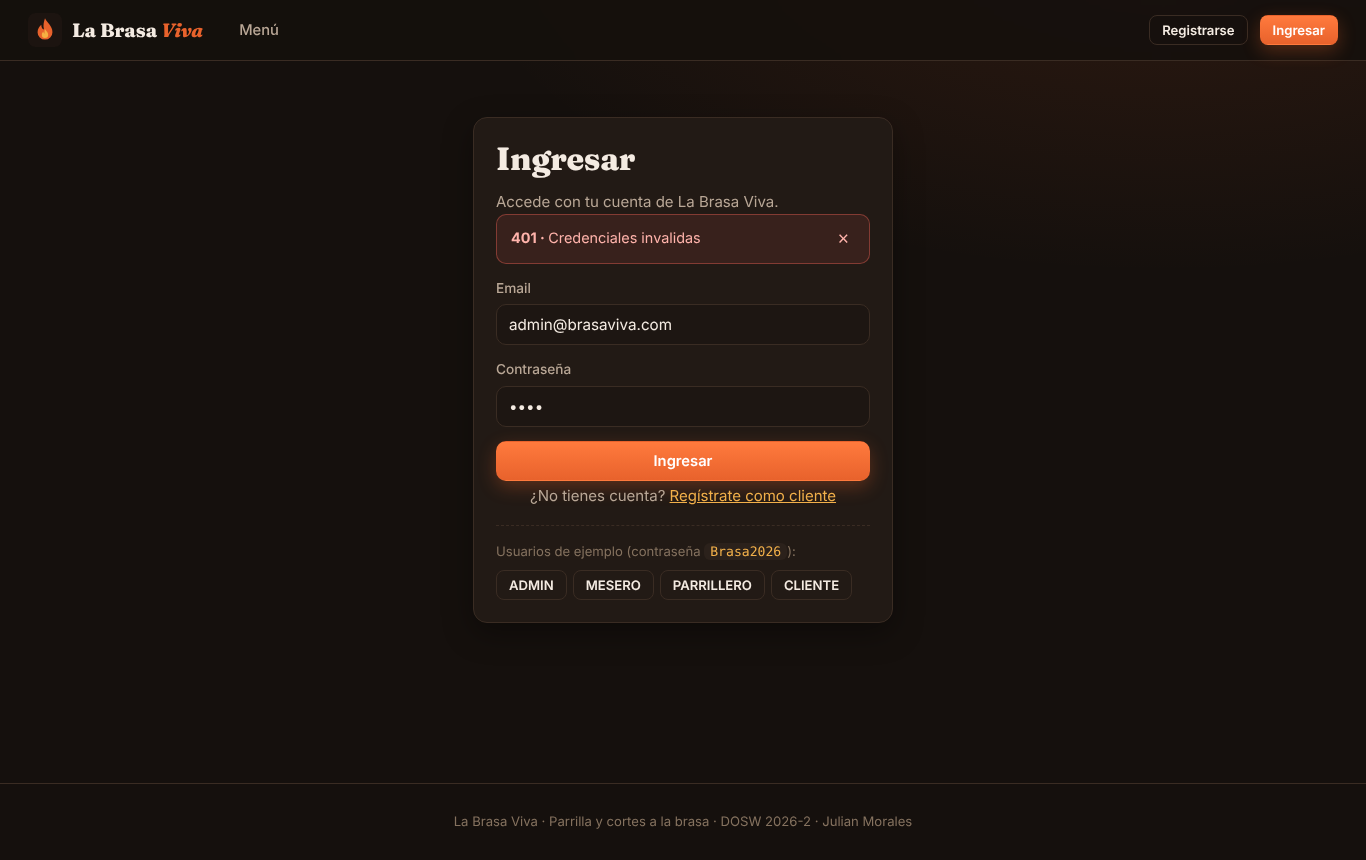 La Brasa Viva
Menú
Registrarse
Ingresar
Ingresar
Accede con tu cuenta de La Brasa Viva.
401 · Credenciales invalidas ×
Email
admin@brasaviva.com
Contraseña
••••
Ingresar
¿No tienes cuenta? Regístrate como cliente
Usuarios de ejemplo (contraseña Brasa2026 ):
ADMIN
MESERO
PARRILLERO
CLIENTE
La Brasa Viva · Parrilla y cortes a la brasa · DOSW 2026-2 · Julian Morales